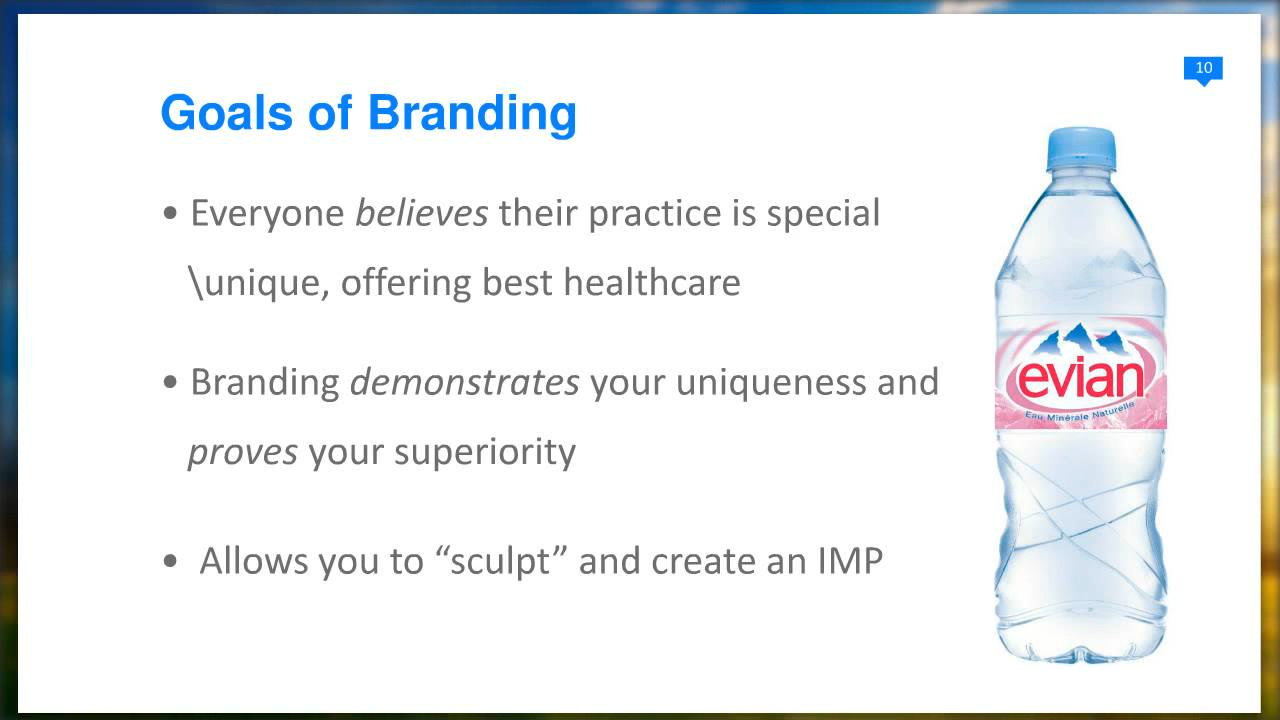 10
Goals of Branding
• Everyone believes their practice is special
\unique, offering best healthcare
• Branding demonstrates your uniqueness and
proves your superiority
• Allows you to “sculpt” and create an IMP
evian
Eau Minérale Naturelle